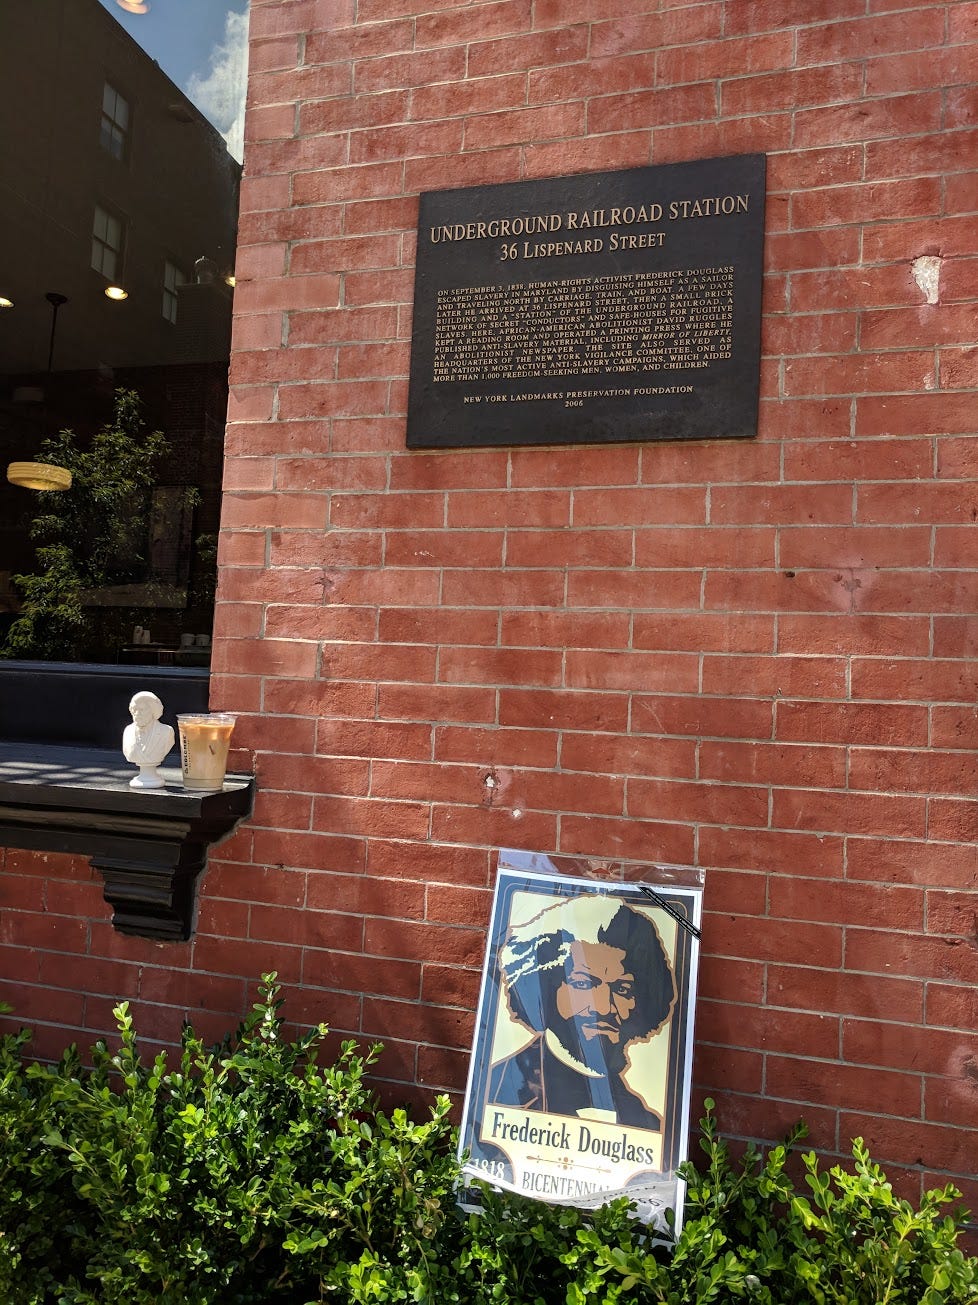 UNDERGROUND RAILROAD STATION
36 LISPENARD STREET
ON SEPTEMBER 3, 1838, HUMAN-RIGHTS ACTIVIST FREDERICK DOUGLASS
ESCAPED SLAVERY IN MARYLAND BY DISGUISING HIMSELF AS A SAILOR
AND TRAVELING NORTH BY CARRIAGE, TRAIN, AND BOAT. A FEW DAYS
LATER HE ARRIVED AT 36 LISPENARD STREET, THEN A SMALL BRICK
BUILDING AND A "STATION" OF THE UNDERGROUND RAILROAD, A
NETWORK OF SECRET "CONDUCTORS" AND SAFE-HOUSES FOR FUGITIVE
SLAVES. HERE, AFRICAN-AMERICAN ABOLITIONIST DAVID RUGGLES
KEPT A READING ROOM AND OPERATED A PRINTING PRESS WHERE HE
PUBLISHED ANTI-SLAVERY MATERIAL, INCLUDING MIRROR OF LIBERTY,
AN ABOLITIONIST NEWSPAPER. THE SITE ALSO SERVED AS
HEADQUARTERS OF THE NEW YORK VIGILANCE COMMITTEE, ONE OF
THE NATION'S MOST ACTIVE ANTI-SLAVERY CAMPAIGNS, WHICH AIDED
MORE THAN 1,000 FREEDOM-SEEKING MEN, WOMEN, AND CHILDREN.
NEW YORK LANDMARKS PRESERVATION FOUNDATION
2006
Frederick Douglass
1818
BICENTENNIAL